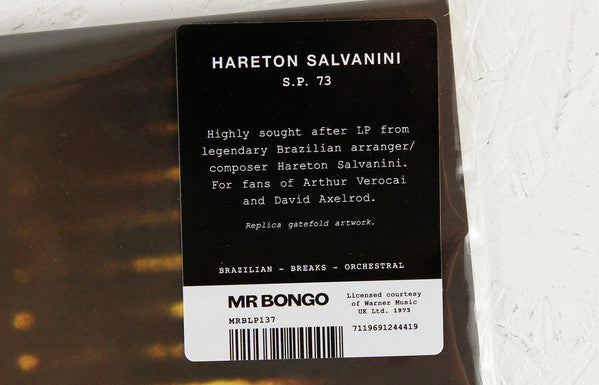 HARETON SALVANINI
S.P. 73
Highly sought after LP from
legendary Brazilian arranger/
composer Hareton Salvanini.
For fans of Arthur Verocai
and David Axelrod.
Replica gatefold artwork.
BRAZILIAN - BREAKS - ORCHESTRAL
MR BONGO
MRBLP137
Licensed courtesy
of Warner Music
UK Ltd. 1973
7119691244419